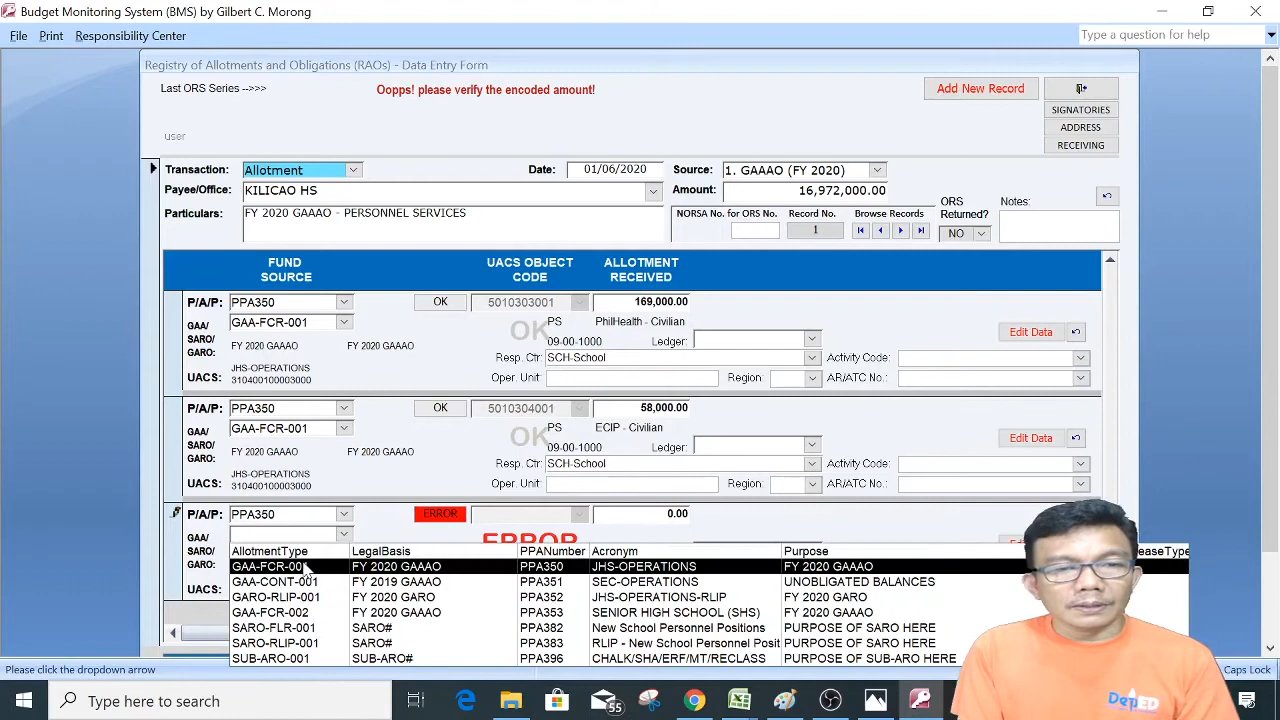 Budget Monitoring System (BMS) by Gilbert C. Morong
File Print Responsibility Center
Type a question for help
Registry of Allotments and Obligations (RAOs) - Data Entry Form
Last ORS Series -->>>
Oopps! please verify the encoded amount!
Add New Record
SIGNATORIES
ADDRESS
RECEIVING
user
Transaction: Allotment Date: 01/06/2020 Source: 1. GAAAO (FY 2020)
Payee/Office: KILICAO HS Amount: 16,972,000.00
Particulars: FY 2020 GAAAO - PERSONNEL SERVICES
NORSA No. for ORS No. Record No. Browse Records
1
ORS Returned?
NO
Notes:
FUND SOURCE
UACS OBJECT CODE
ALLOTMENT RECEIVED
P/A/P: PPA350 OK 5010303001 169,000.00
GAA/ SARO/ GARO:
GAA-FCR-001
OK
PS PhilHealth - Civilian
FY 2020 GAAAO FY 2020 GAAAO
09-00-1000 Ledger:
Edit Data
JHS-OPERATIONS
Resp. Ctr: SCH-School Activity Code:
UACS: 310400100003000 Oper. Unit: Region: AR/ATC No.:
P/A/P: PPA350 OK 5010304001 58,000.00
GAA/ SARO/ GARO:
GAA-FCR-001
OK
PS ECIP - Civilian
FY 2020 GAAAO FY 2020 GAAAO
09-00-1000 Ledger:
Edit Data
JHS-OPERATIONS
Resp. Ctr: SCH-School Activity Code:
UACS: 310400100003000 Oper. Unit: Region: AR/ATC No.:
P/A/P: PPA350 ERROR 0.00
GAA/ SARO/ GARO:
ERROR
UACS:
AllotmentType LegalBasis PPANumber Acronym Purpose
GAA-FCR-001 FY 2020 GAAAO PPA350 JHS-OPERATIONS FY 2020 GAAAO
GAA-CONT-001 FY 2019 GAAAO PPA351 SEC-OPERATIONS UNOBLIGATED BALANCES
GARO-RLIP-001 FY 2020 GARO PPA352 JHS-OPERATIONS-RLIP FY 2020 GARO
GAA-FCR-002 FY 2020 GAAAO PPA353 SENIOR HIGH SCHOOL (SHS) FY 2020 GAAAO
SARO-FLR-001 SARO# PPA382 New School Personnel Positions PURPOSE OF SARO HERE
SARO-RLIP-001 SARO# PPA383 RLIP - New School Personnel Posit PURPOSE OF SARO HERE
SUB-ARO-001 SUB-ARO# PPA396 CHALK/SHA/ERF/MT/RECLASS PURPOSE OF SUB-ARO HERE
Please click the dropdown arrow
Caps Lock
Type here to search
55
DepED